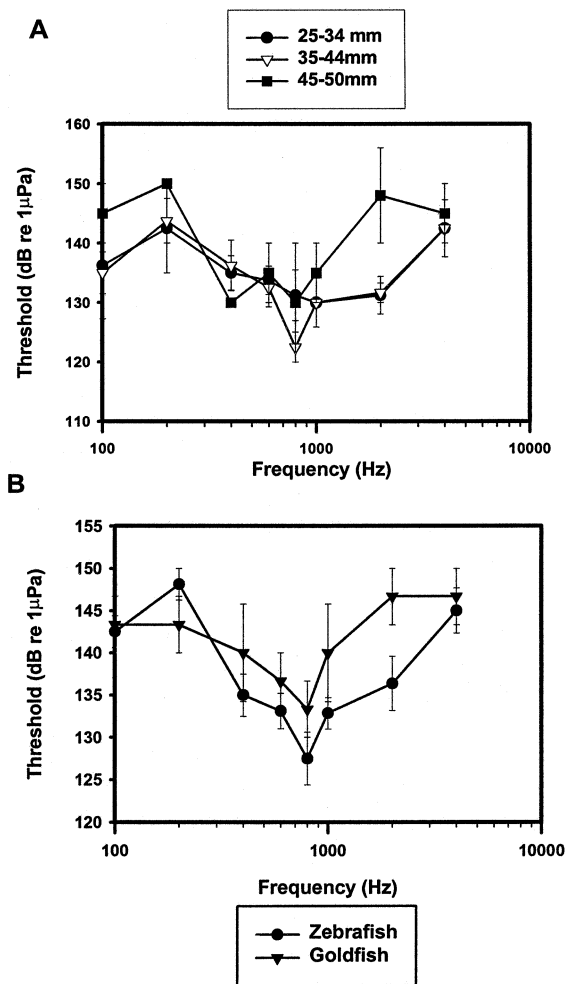 A
25-34 mm
35-44mm
45-50mm
Threshold (dB re 1µPa)
160
150
140
130
120
110
100
1000
10000
Frequency (Hz)
B
Threshold (dB re 1µPa)
155
150
145
140
135
130
125
120
100
1000
10000
Frequency (Hz)
Zebrafish
Goldfish